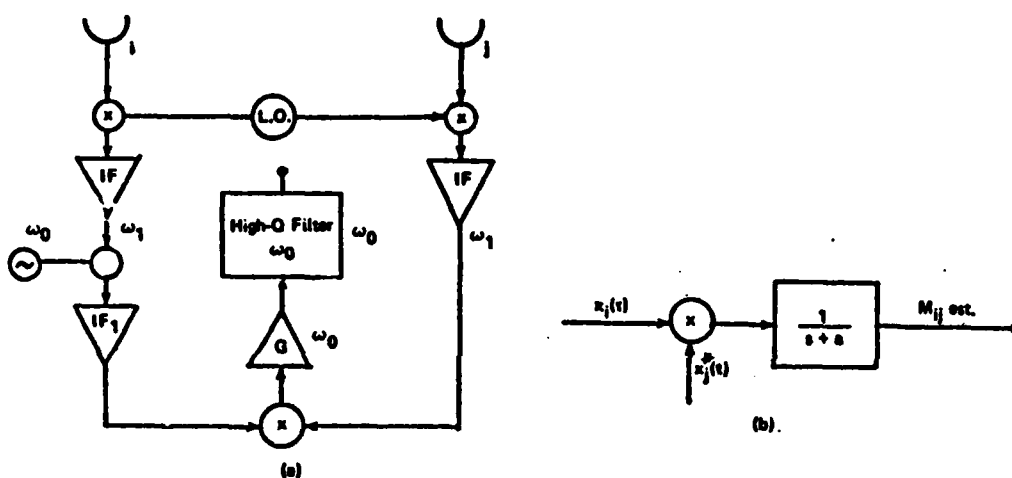 i j
x L.O. x
IF IF
ω₀ ω₁ High-Q Filter ω₀ ω₁
ω₀
~
IF₁ G ω₀
x
(a)
xᵢ(t) x 1/(s + a) Mᵢⱼ est.
xⱼ*(t)
(b).